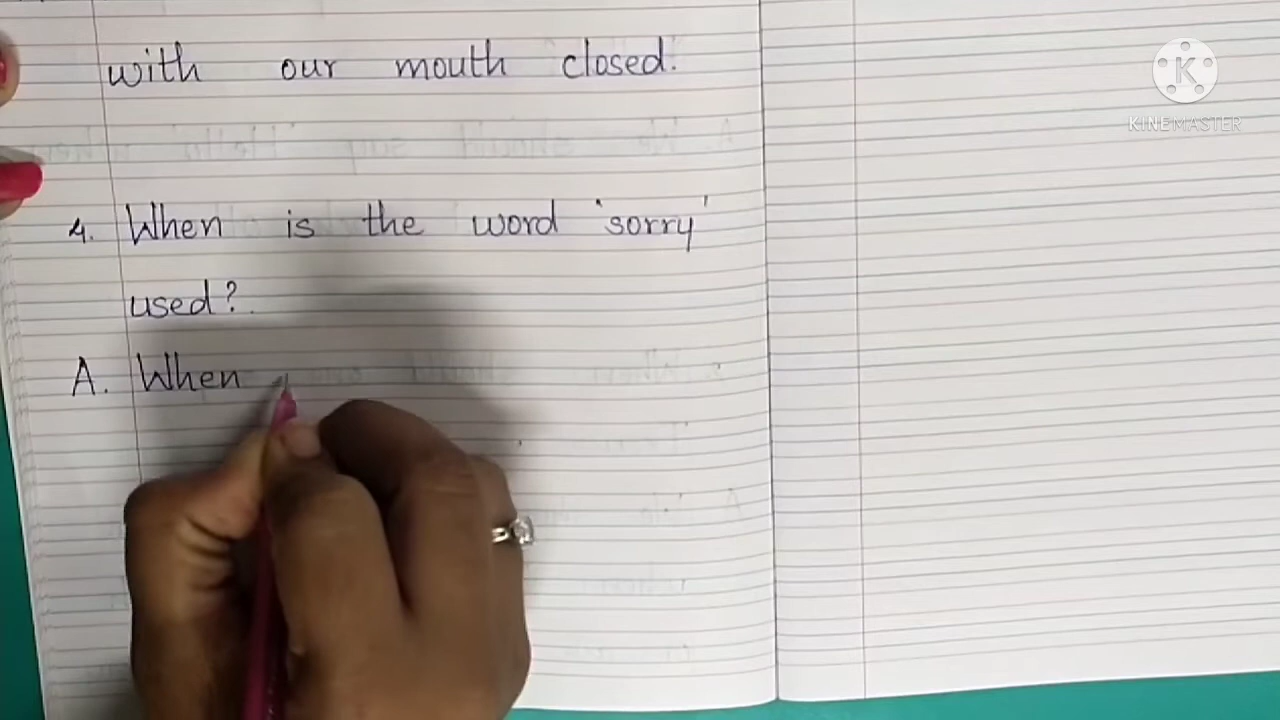 with our mouth closed.
4. When is the word 'sorry'
used?
A. When
K
KINEMASTER